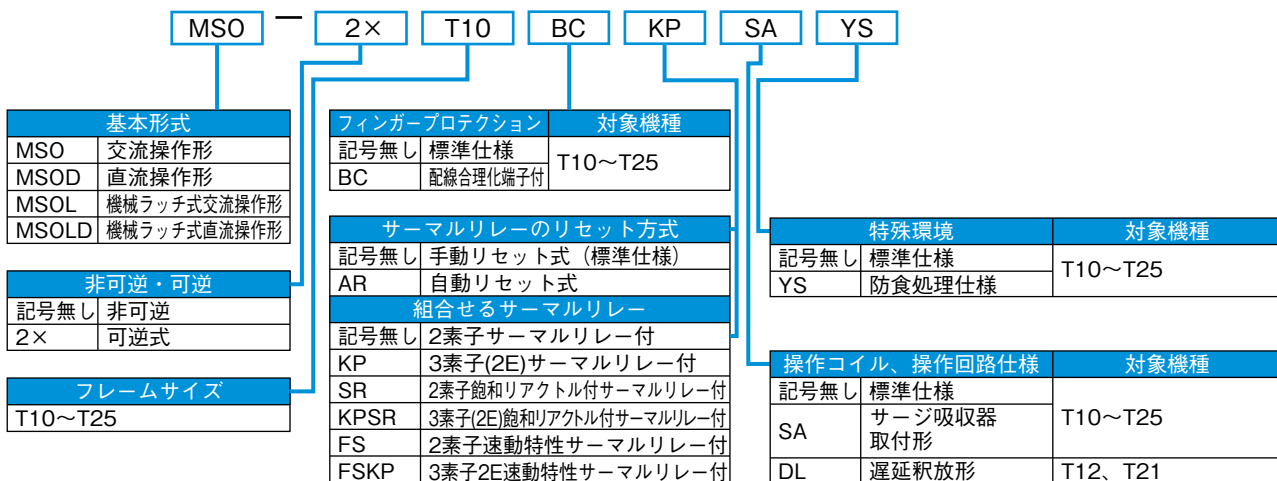 MSO － 2× T10 BC KP SA YS
基本形式
MSO 交流操作形
MSOD 直流操作形
MSOL 機械ラッチ式交流操作形
MSOLD 機械ラッチ式直流操作形
非可逆・可逆
記号無し 非可逆
2× 可逆式
フレームサイズ
T10～T25
フィンガープロテクション 対象機種
記号無し 標準仕様 T10～T25
BC 配線合理化端子付
サーマルリレーのリセット方式
記号無し 手動リセット式（標準仕様）
AR 自動リセット式
組合せるサーマルリレー
記号無し 2素子サーマルリレー付
KP 3素子(2E)サーマルリレー付
SR 2素子飽和リアクトル付サーマルリレー付
KPSR 3素子(2E)飽和リアクトル付サーマルリレー付
FS 2素子速動特性サーマルリレー付
FSKP 3素子2E速動特性サーマルリレー付
特殊環境 対象機種
記号無し 標準仕様 T10～T25
YS 防食処理仕様
操作コイル、操作回路仕様 対象機種
記号無し 標準仕様 T10～T25
SA サージ吸収器
取付形
DL 遅延釈放形 T12、T21